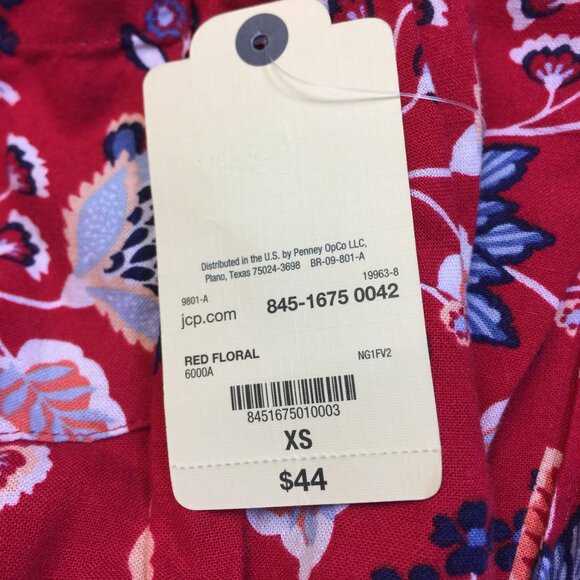 Distributed in the U.S. by Penney OpCo LLC,
Plano, Texas 75024-3698 BR-09-801-A
9801-A 19963-8
jcp.com 845-1675 0042
RED FLORAL NG1FV2
6000A
8451675010003
XS
$44